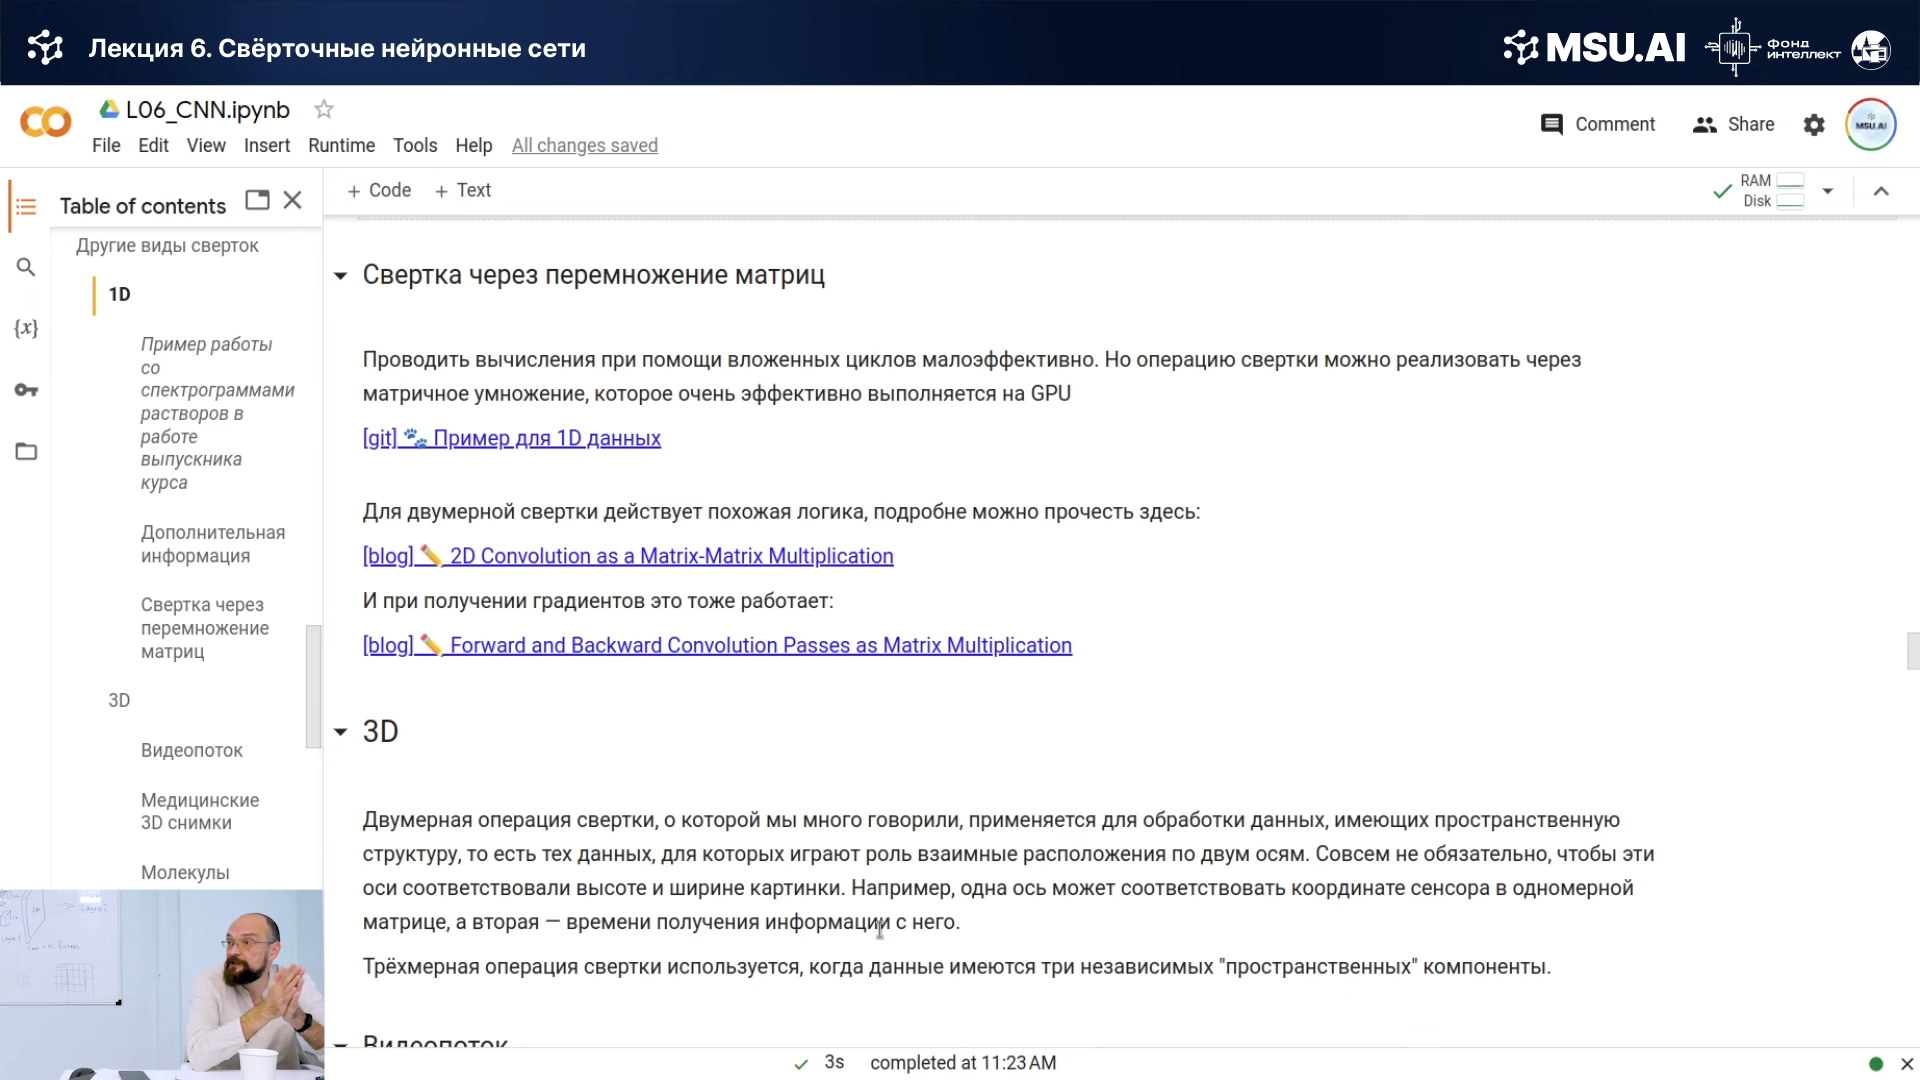 Лекция 6. Свёрточные нейронные сети
MSU.AI
ФОНД
ИНТЕЛЛЕКТ
L06_CNN.ipynb
Comment
Share
MSU.AI
File Edit View Insert Runtime Tools Help All changes saved
Table of contents
+ Code + Text
RAM
Disk
Другие виды сверток
1D
Пример работы
со
спектрограммами
растворов в
работе
выпускника
курса
Дополнительная
информация
Свертка через
перемножение
матриц
3D
Видеопоток
Медицинские
3D снимки
Молекулы
{x}
Свертка через перемножение матриц
Проводить вычисления при помощи вложенных циклов малоэффективно. Но операцию свертки можно реализовать через
матричное умножение, которое очень эффективно выполняется на GPU
[git] 🐾 Пример для 1D данных
Для двумерной свертки действует похожая логика, подробне можно прочесть здесь:
[blog] ✏️ 2D Convolution as a Matrix-Matrix Multiplication
И при получении градиентов это тоже работает:
[blog] ✏️ Forward and Backward Convolution Passes as Matrix Multiplication
3D
Двумерная операция свертки, о которой мы много говорили, применяется для обработки данных, имеющих пространственную
структуру, то есть тех данных, для которых играют роль взаимные расположения по двум осям. Совсем не обязательно, чтобы эти
оси соответствовали высоте и ширине картинки. Например, одна ось может соответствовать координате сенсора в одномерной
матрице, а вторая — времени получения информации с него.
Трёхмерная операция свертки используется, когда данные имеются три независимых "пространственных" компоненты.
Видеопоток
3s completed at 11:23 AM